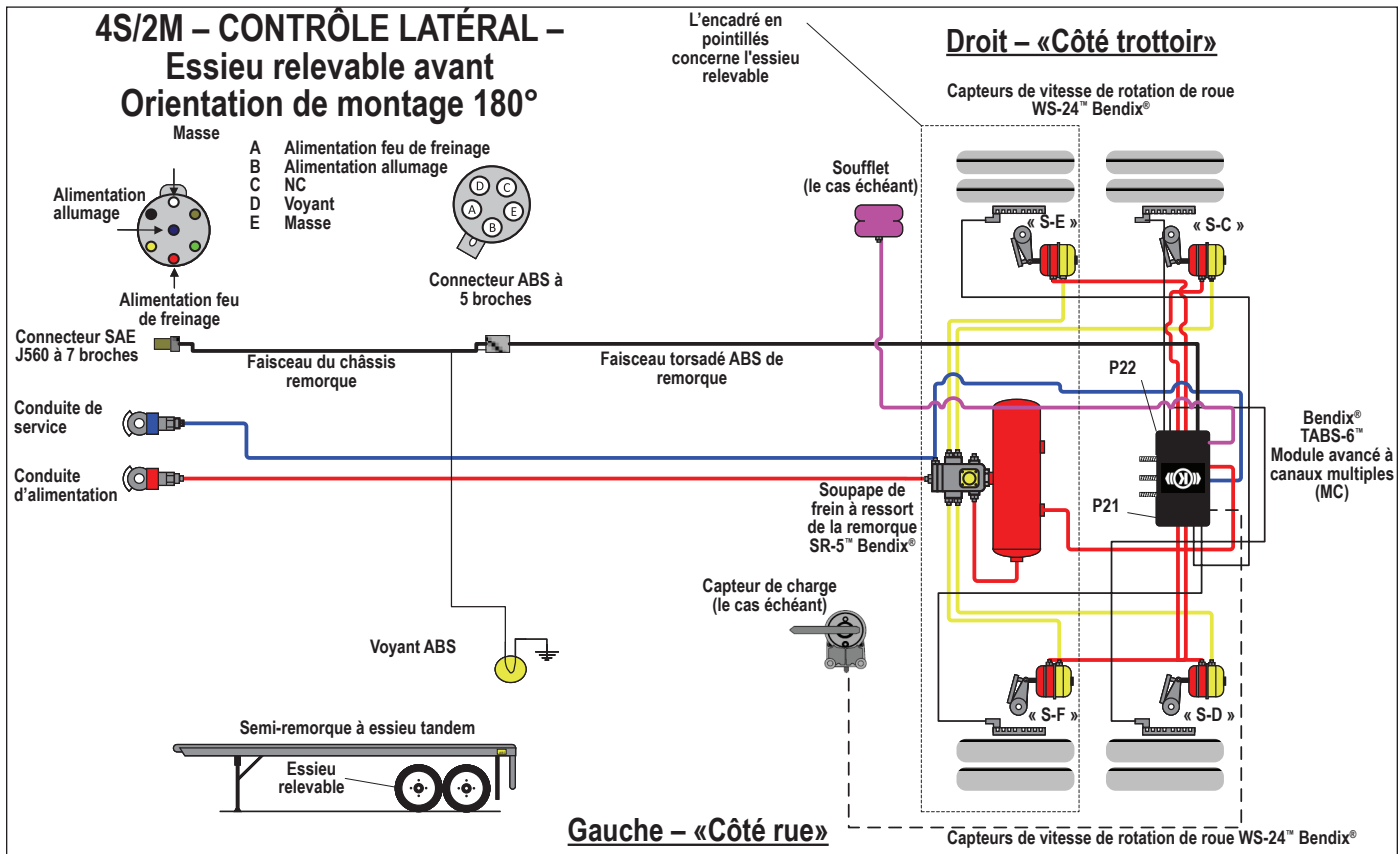 4S/2M – CONTRÔLE LATÉRAL –
Essieu relevable avant
Orientation de montage 180°
L'encadré en
pointillés
concerne l'essieu
relevable
Droit – «Côté trottoir»
Capteurs de vitesse de rotation de roue
WS-24™ Bendix®
Masse
Alimentation
allumage
Alimentation feu
de freinage
A Alimentation feu de freinage
B Alimentation allumage
C NC
D Voyant
E Masse
D
C
A
E
B
Connecteur ABS à
5 broches
Soufflet
(le cas échéant)
« S-E »
« S-C »
Connecteur SAE
J560 à 7 broches
Faisceau du châssis
remorque
Faisceau torsadé ABS de
remorque
P22
Conduite de
service
Bendix®
TABS-6™
Module avancé à
canaux multiples
(MC)
Conduite
d'alimentation
Soupape de
frein à ressort
de la remorque
SR-5™ Bendix®
K
P21
Capteur de charge
(le cas échéant)
Voyant ABS
« S-F »
« S-D »
Semi-remorque à essieu tandem
Essieu
relevable
Gauche – «Côté rue»
Capteurs de vitesse de rotation de roue WS-24™ Bendix®